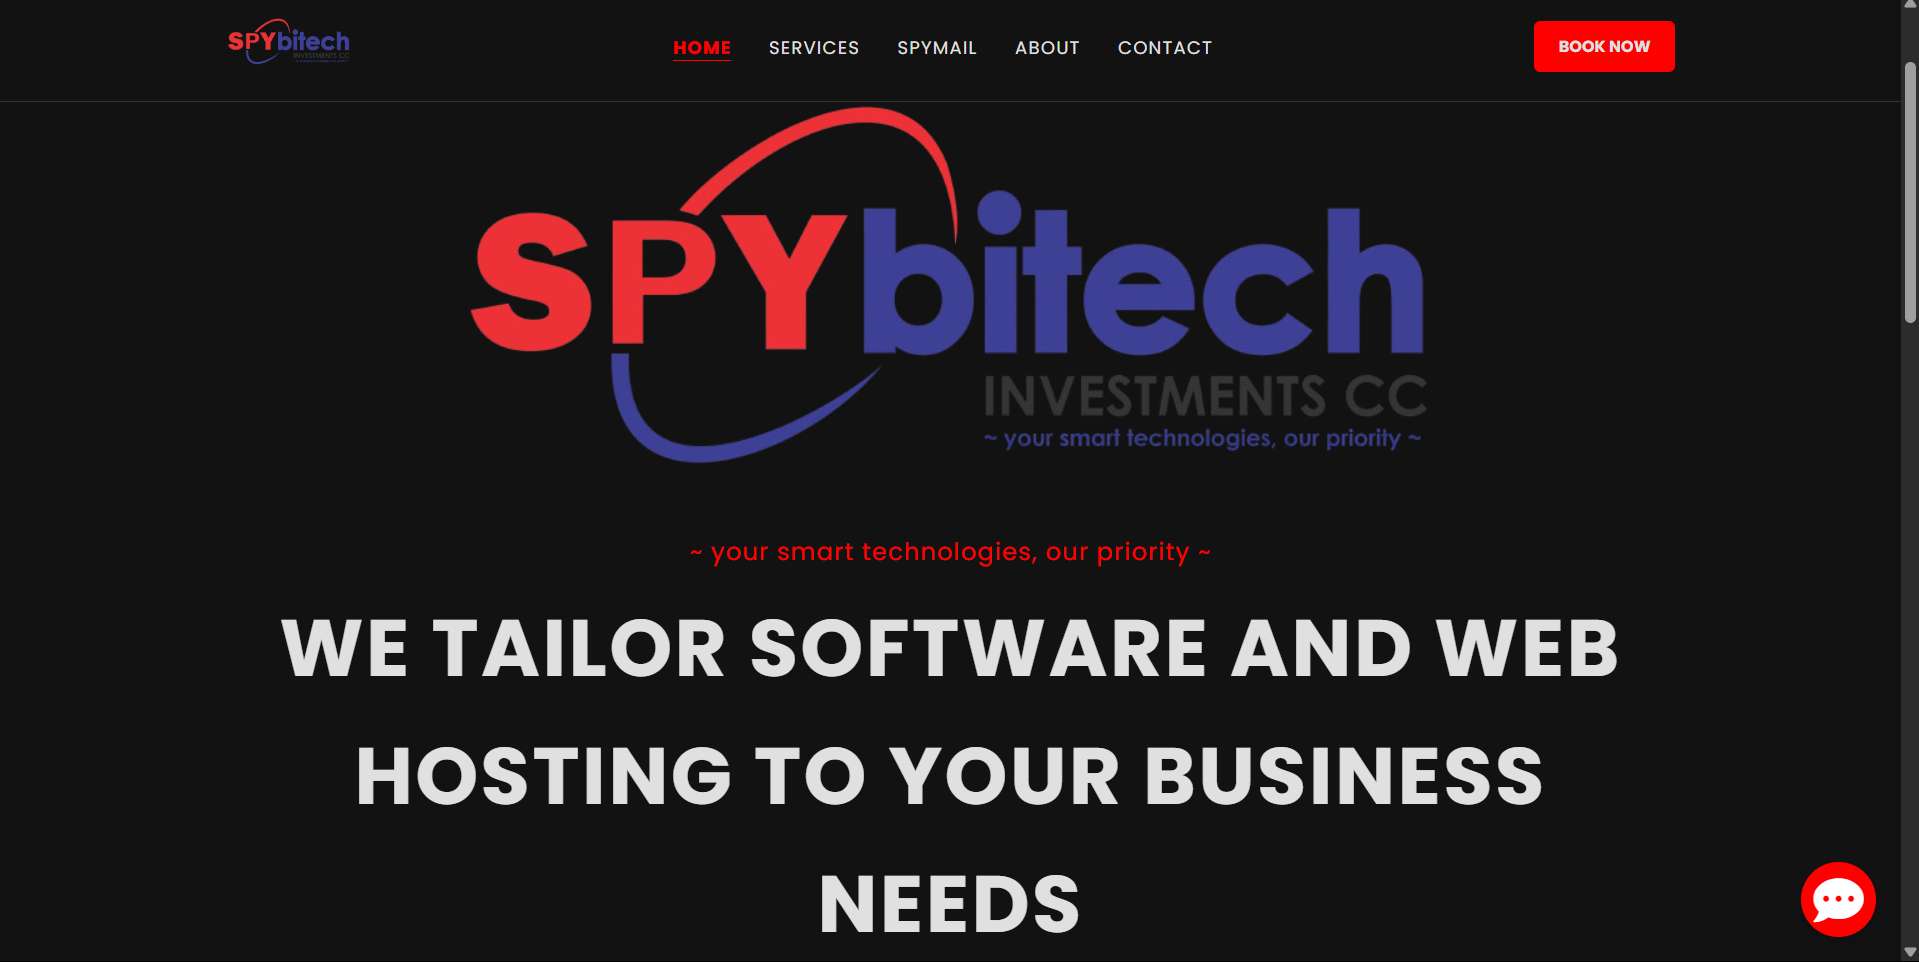 SPYbitech
INVESTMENTS CC
HOME SERVICES SPYMAIL ABOUT CONTACT
BOOK NOW
SPYbitech
INVESTMENTS CC
~ your smart technologies, our priority ~
~ your smart technologies, our priority ~
WE TAILOR SOFTWARE AND WEB
HOSTING TO YOUR BUSINESS
NEEDS